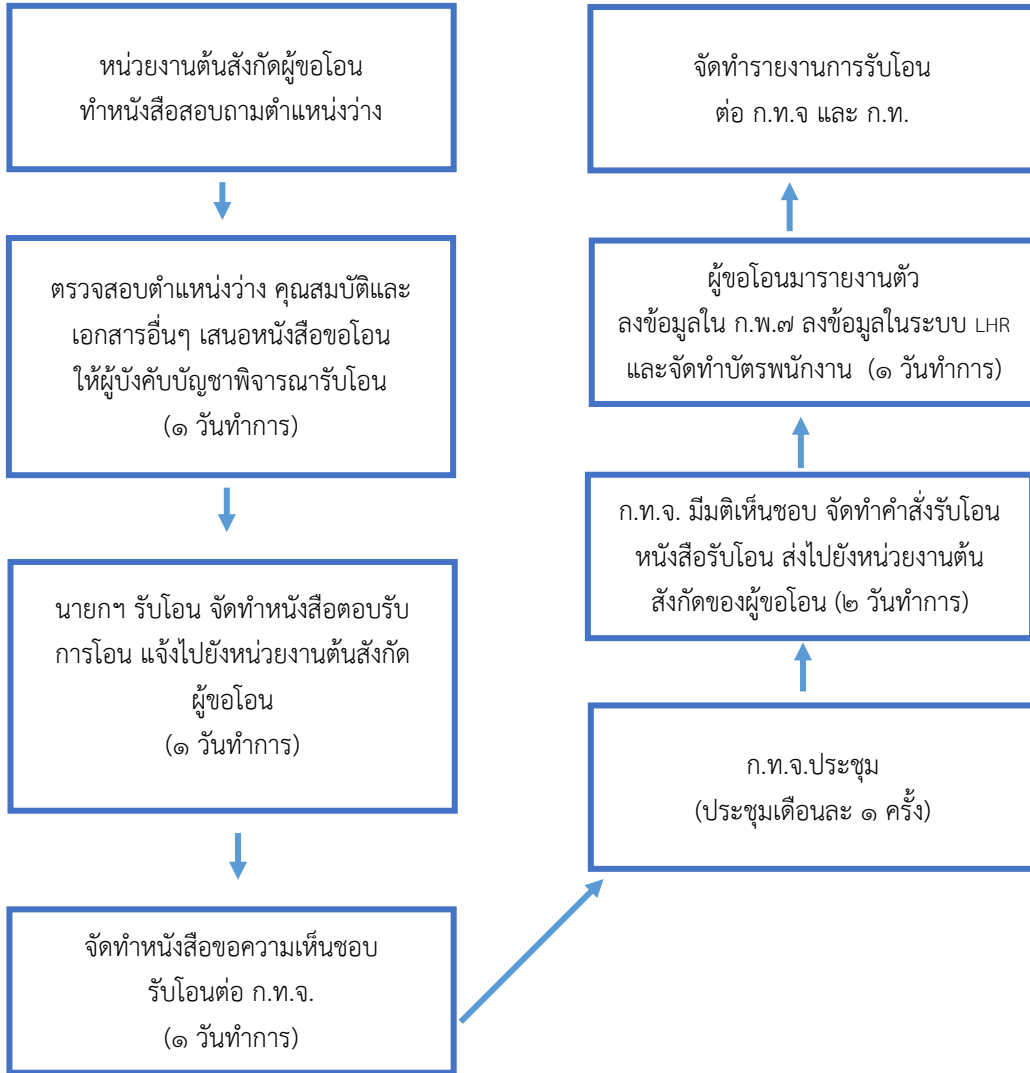 หน่วยงานต้นสังกัดผู้ขอโอน
ทำหนังสือสอบถามตำแหน่งว่าง
ตรวจสอบตำแหน่งว่าง คุณสมบัติและ
เอกสารอื่นๆ เสนอหนังสือขอโอน
ให้ผู้บังคับบัญชาพิจารณารับโอน
(๑ วันทำการ)
นายกฯ รับโอน จัดทำหนังสือตอบรับ
การโอน แจ้งไปยังหน่วยงานต้นสังกัด
ผู้ขอโอน
(๑ วันทำการ)
จัดทำหนังสือขอความเห็นชอบ
รับโอนต่อ ก.ท.จ.
(๑ วันทำการ)
ก.ท.จ.ประชุม
(ประชุมเดือนละ ๑ ครั้ง)
ก.ท.จ. มีมติเห็นชอบ จัดทำคำสั่งรับโอน
หนังสือรับโอน ส่งไปยังหน่วยงานต้น
สังกัดของผู้ขอโอน (๒ วันทำการ)
ผู้ขอโอนมารายงานตัว
ลงข้อมูลใน ก.พ.๗ ลงข้อมูลในระบบ LHR
และจัดทำบัตรพนักงาน (๑ วันทำการ)
จัดทำรายงานการรับโอน
ต่อ ก.ท.จ และ ก.ท.